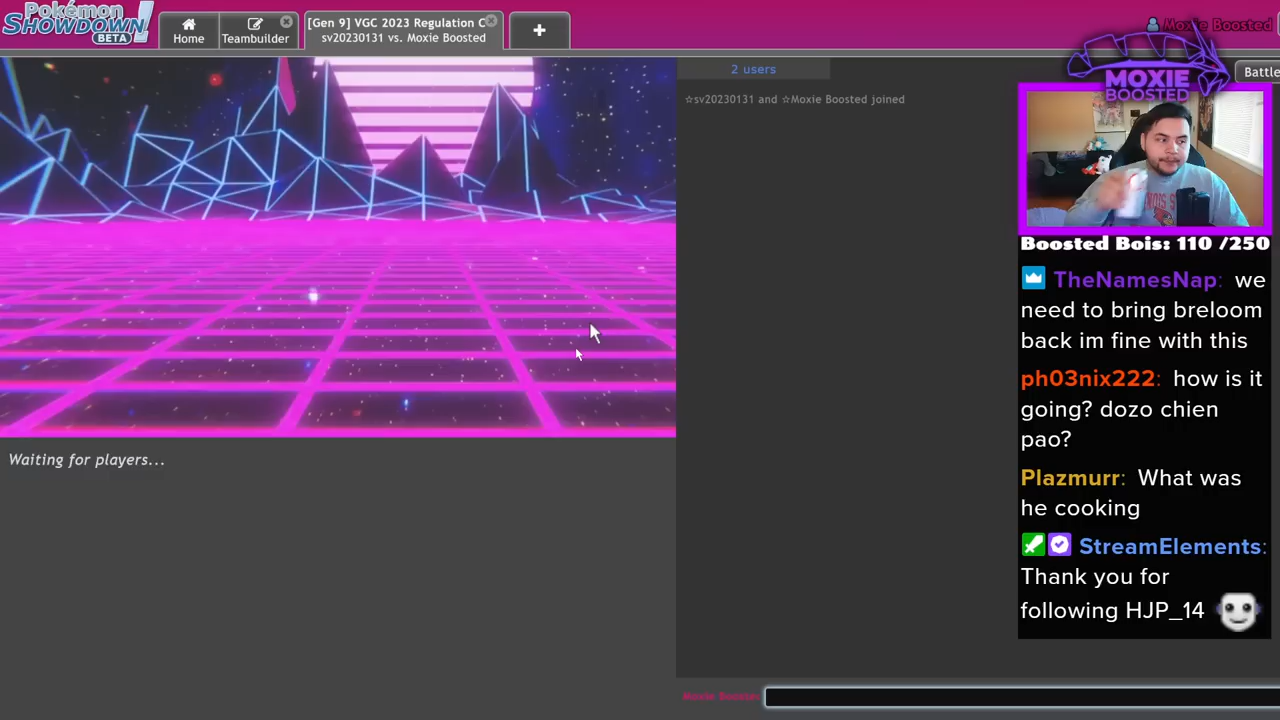 Pokémon
SHOWDOWN!
BETA
Home
Teambuilder
[Gen 9] VGC 2023 Regulation C
sv20230131 vs. Moxie Boosted
+
Moxie Boosted
Battle
2 users
☆sv20230131 and ☆Moxie Boosted joined
MOXIE
BOOSTED
Boosted Bois: 110 /250
TheNamesNap: we
need to bring breloom
back im fine with this
ph03nix222: how is it
going? dozo chien
pao?
Plazmurr: What was
he cooking
StreamElements:
Thank you for
following HJP_14
Waiting for players...
Moxie Boosted: